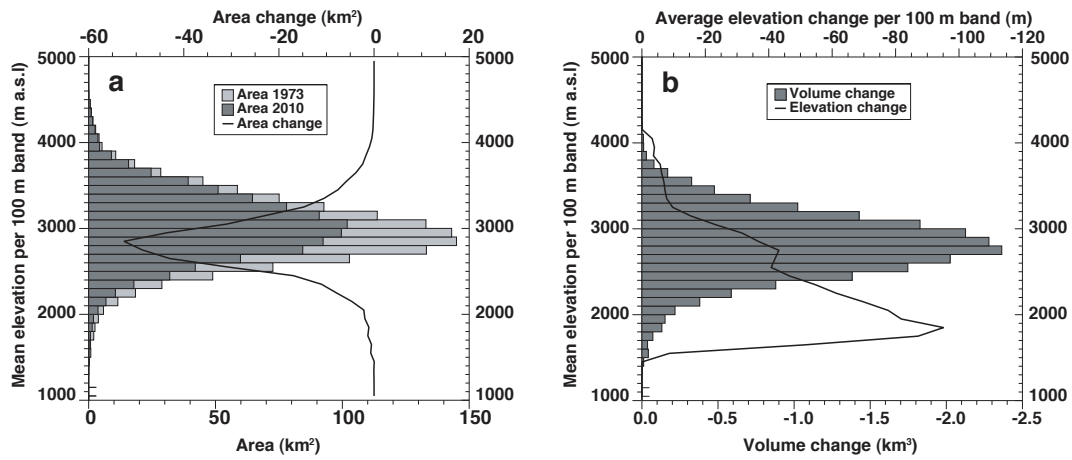 Area change (km²)
-60 -40 -20 0 20
5000 5000
a
Area 1973
Area 2010
Area change
4000 4000
3000 3000
2000 2000
1000 1000
Mean elevation per 100 m band (m a.s.l)
0 50 100 150
Area (km²)
Average elevation change per 100 m band (m)
0 -20 -40 -60 -80 -100 -120
5000 5000
b
Volume change
Elevation change
4000 4000
3000 3000
2000 2000
1000 1000
Mean elevation per 100 m band (m a.s.l)
0.0 -0.5 -1.0 -1.5 -2.0 -2.5
Volume change (km³)